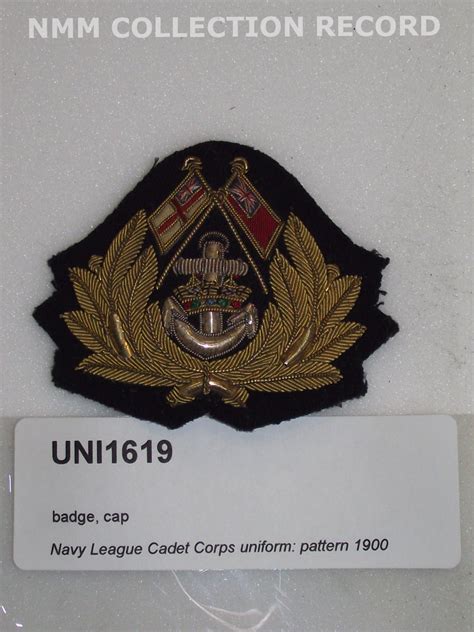 NMM COLLECTION RECORD
UNI1619
badge, cap
Navy League Cadet Corps uniform: pattern 1900